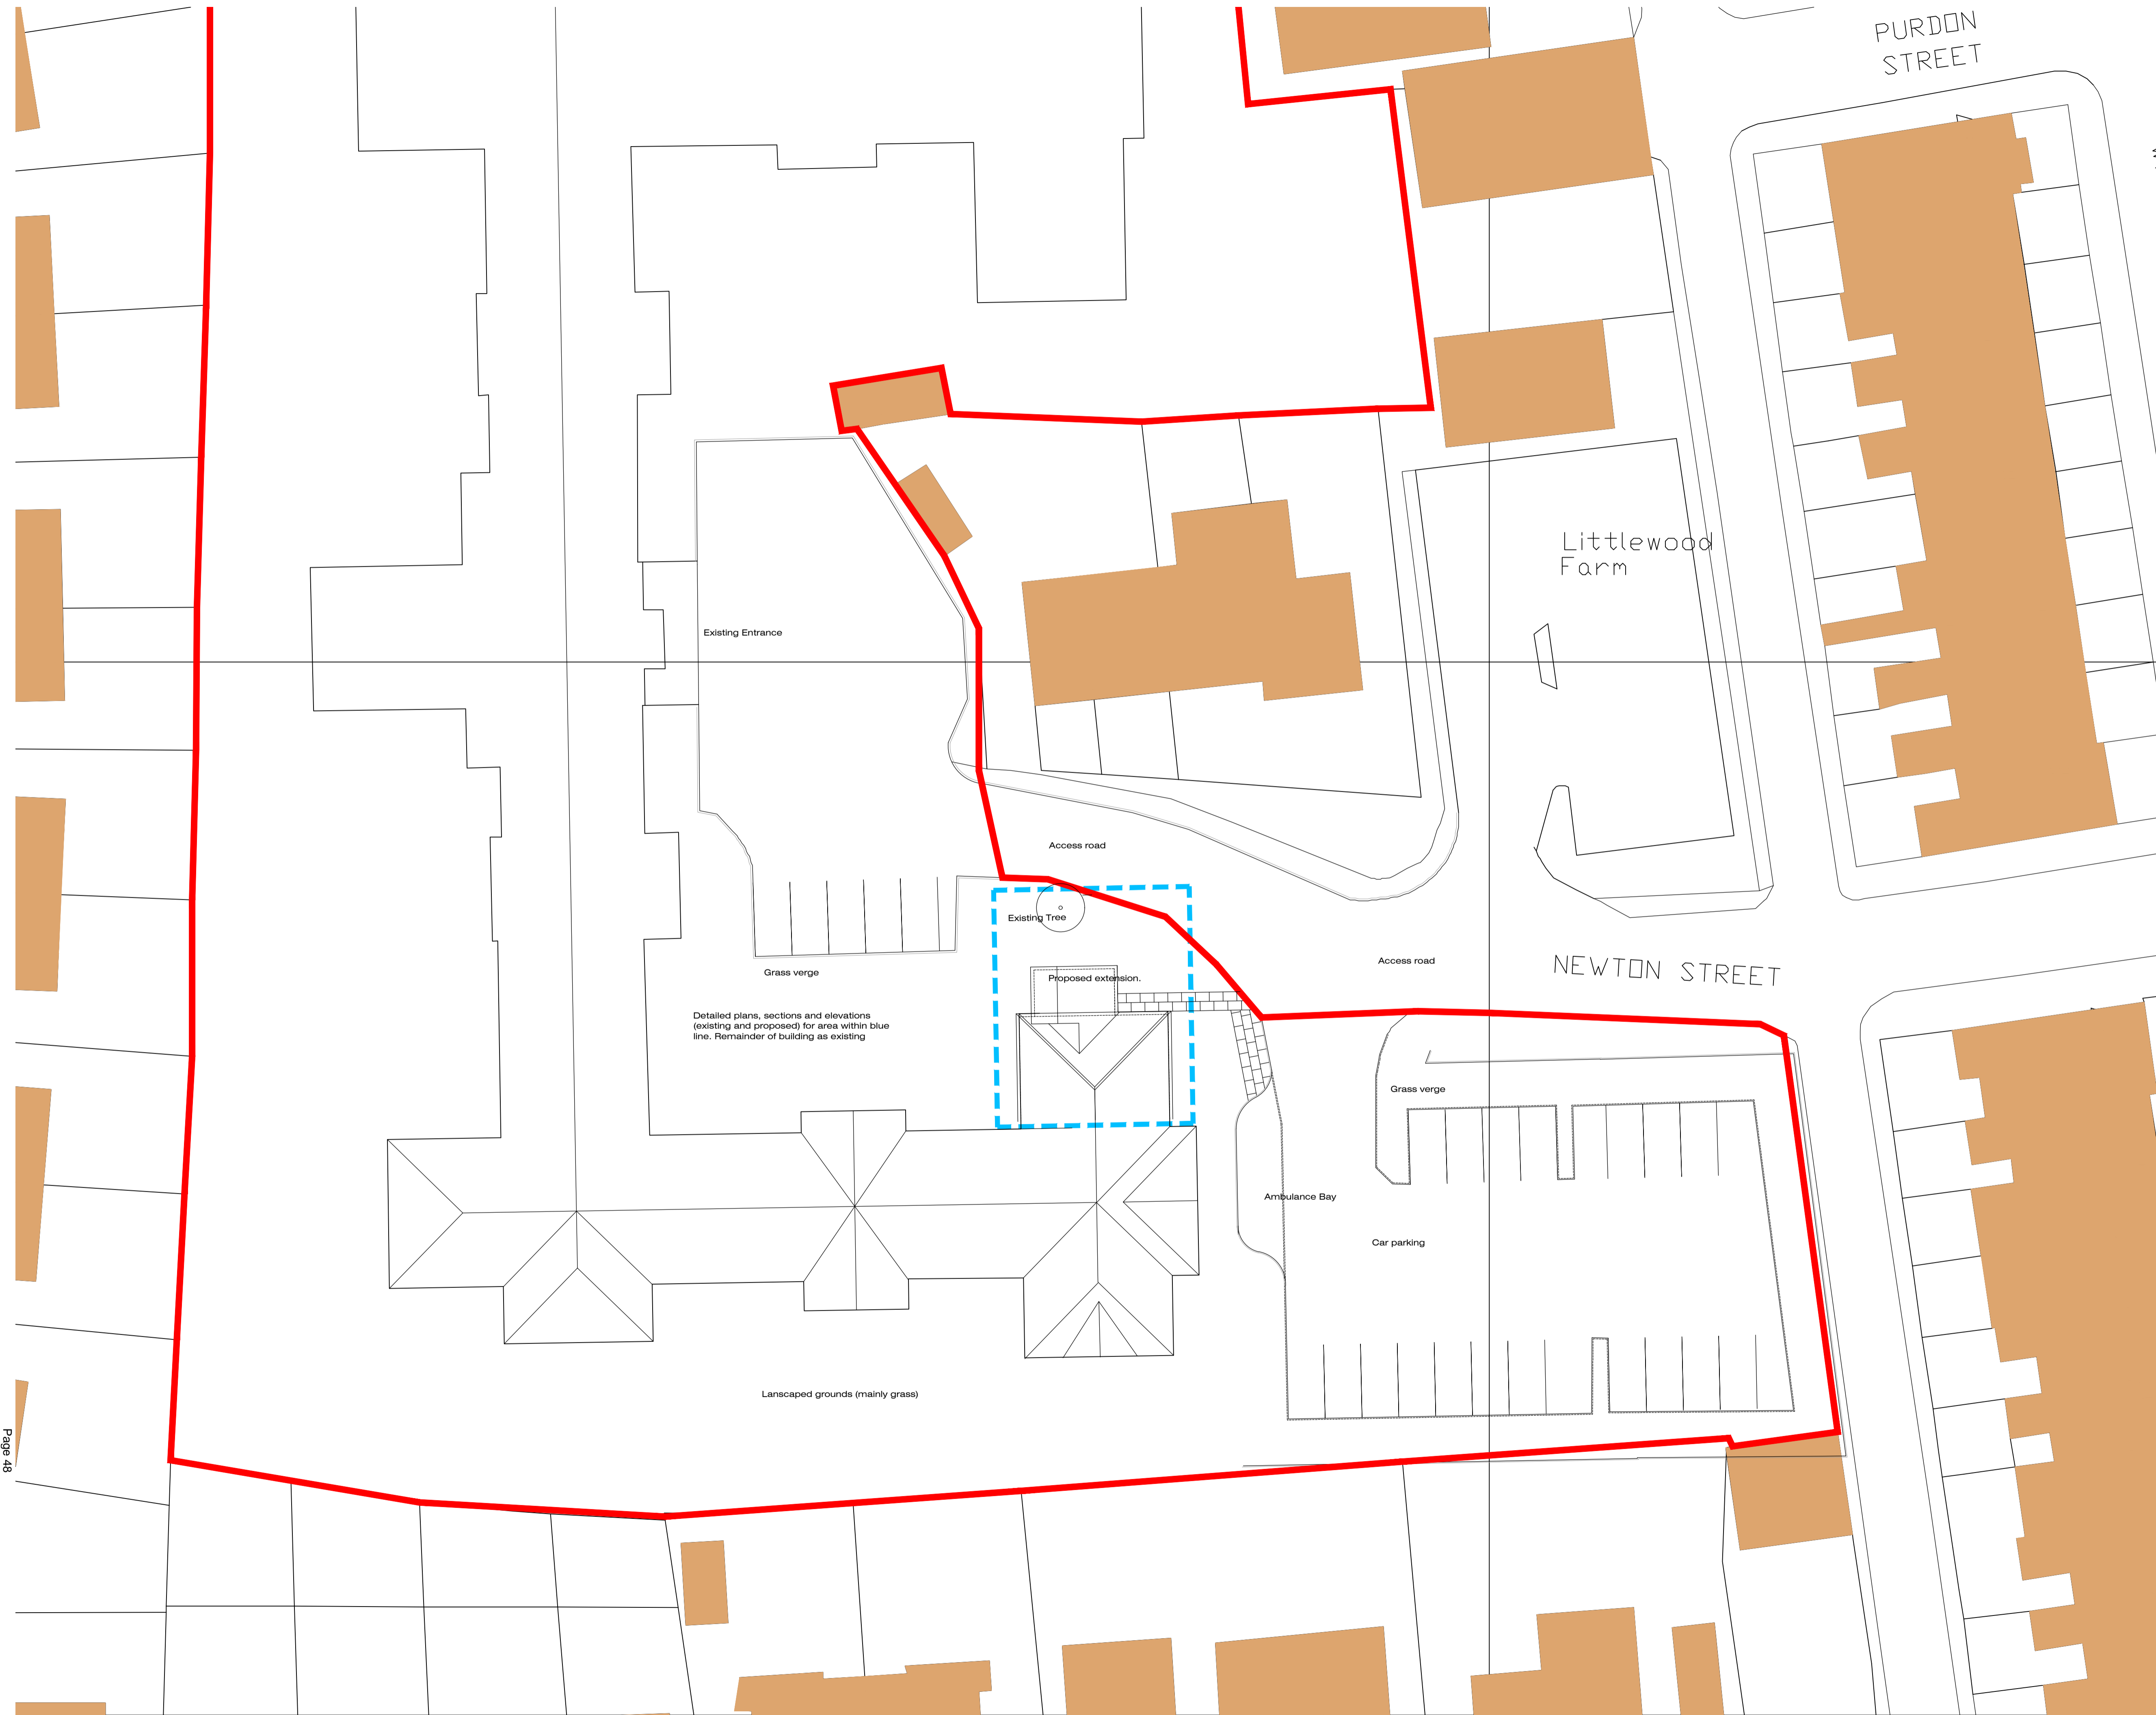 PURDON
STREET
Littlewood
Farm
Existing Entrance
Access road
Existing Tree
Access road
NEWTON STREET
Grass verge
Proposed extension.
Detailed plans, sections and elevations
(existing and proposed) for area within blue
line. Remainder of building as existing
Grass verge
Ambulance Bay
Car parking
Lanscaped grounds (mainly grass)
Page 48